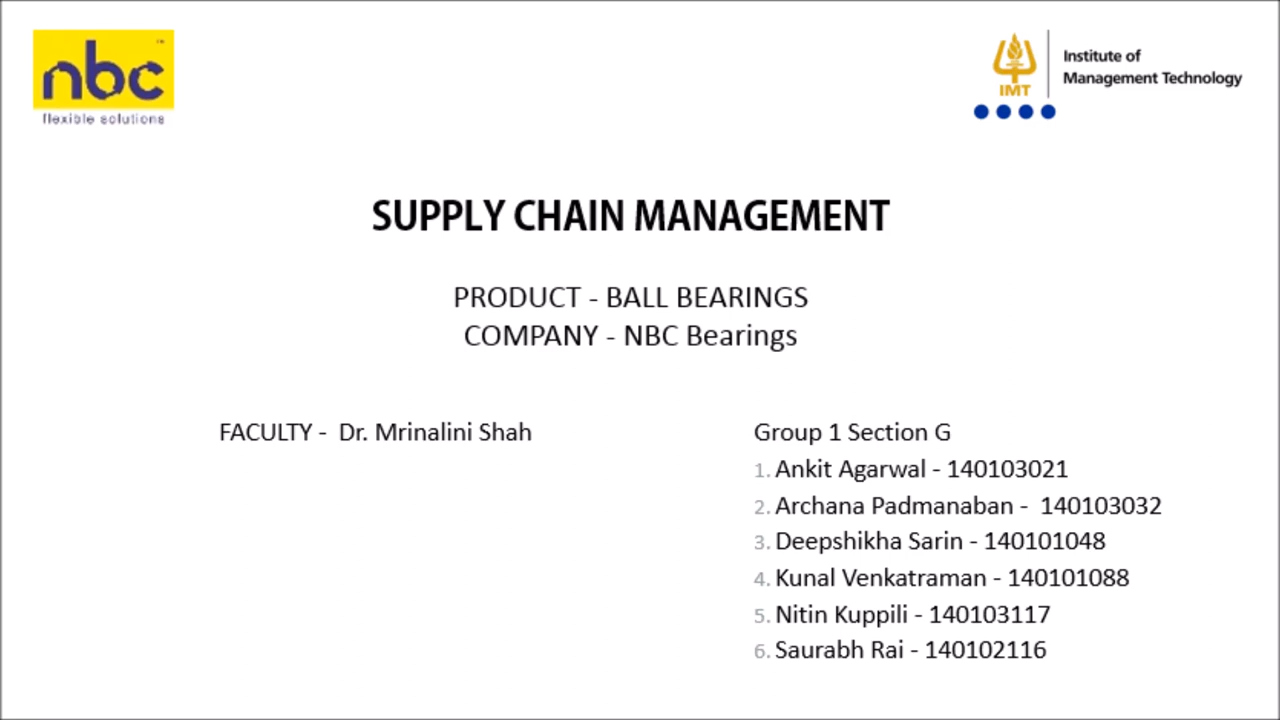 nbc
TM
flexible solutions
IMT
Institute of
Management Technology
SUPPLY CHAIN MANAGEMENT
PRODUCT - BALL BEARINGS
COMPANY - NBC Bearings
FACULTY - Dr. Mrinalini Shah
Group 1 Section G
1. Ankit Agarwal - 140103021
2. Archana Padmanaban - 140103032
3. Deepshikha Sarin - 140101048
4. Kunal Venkatraman - 140101088
5. Nitin Kuppili - 140103117
6. Saurabh Rai - 140102116